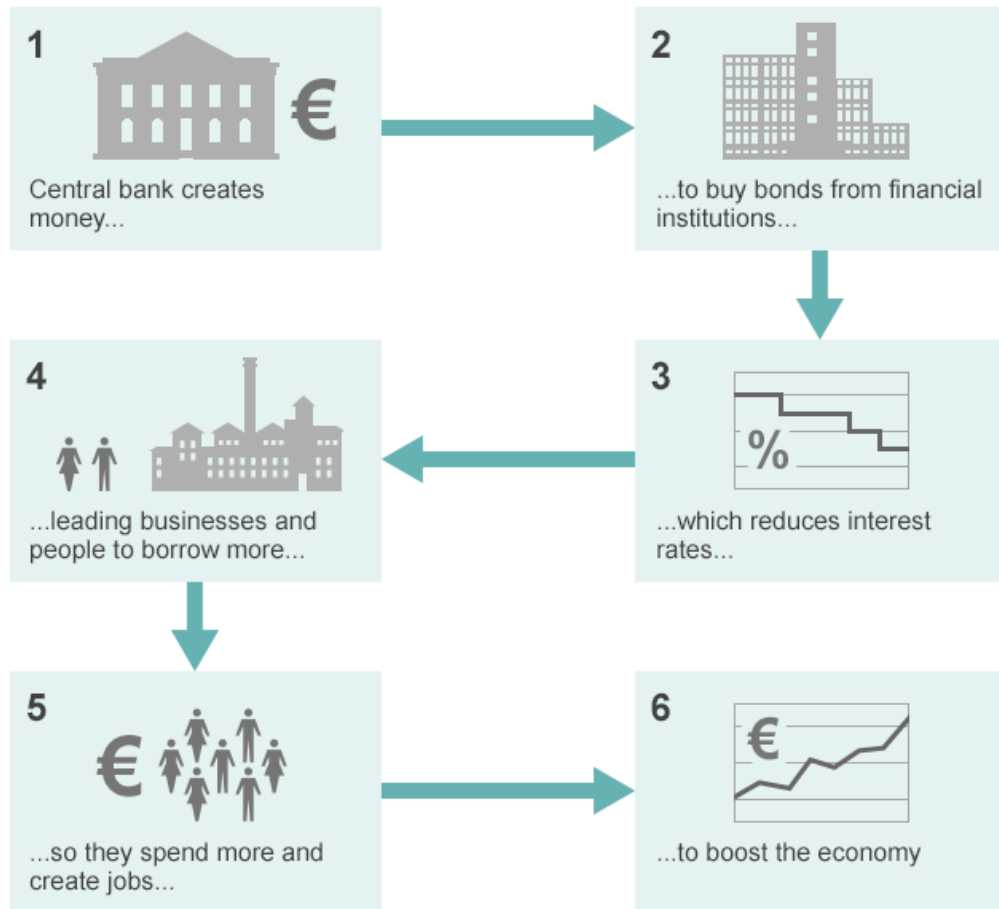 1
€
Central bank creates
money...
2
...to buy bonds from financial
institutions...
3
%
...which reduces interest
rates...
4
...leading businesses and
people to borrow more...
5
€
...so they spend more and
create jobs...
6
€
...to boost the economy